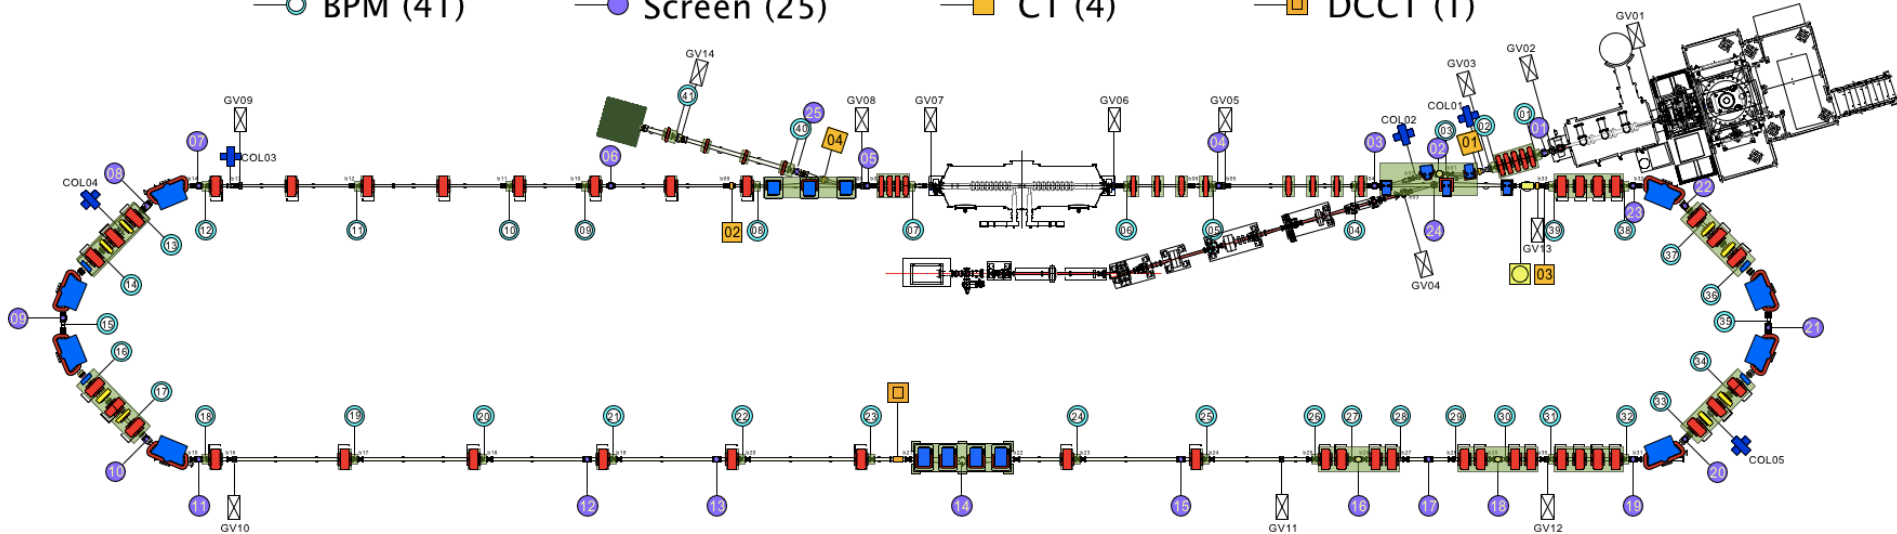 BPM (41) Screen (25) CT (4) DCCT (1)
GV01
GV14 GV02
GV03
41
GV09 GV08 GV07 GV06 GV05 COL01
25 40 04 COL02 03 02 01 01 01
07 COL03 06 05 04 03 02
COL04 08 22
12 11 10 09 02 08 07 06 05 04 24 39 38 23
13 GV13 37
14 GV04 03 36
09 15 35 21
16 34
17 33
18 19 20 21 22 23 24 25 26 27 28 29 30 31 32
10 20 COL05
11 12 13 14 15 16 17 18 19
GV10 GV11 GV12